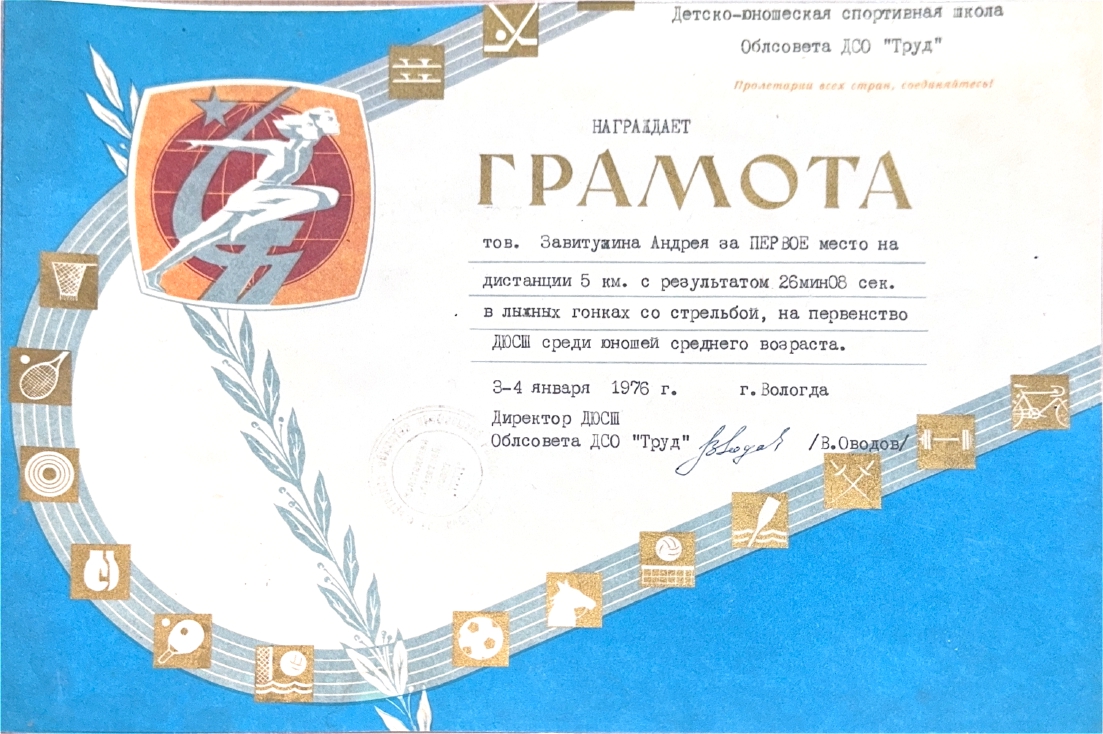 Детско-юношеская спортивная школа
Облсовета ДСО "Труд"
Пролетарии всех стран, соединяйтесь!
НАГРАЖДАЕТ
ГРАМОТА
тов. Завитужина Андрея за ПЕРВОЕ место на
дистанции 5 км. с результатом 26мин08 сек.
в лыжных гонках со стрельбой, на первенство
ДЮСШ среди юношей среднего возраста.
3-4 января 1976 г. г.Вологда
Директор ДЮСШ
Облсовета ДСО "Труд" /В.Оводов/